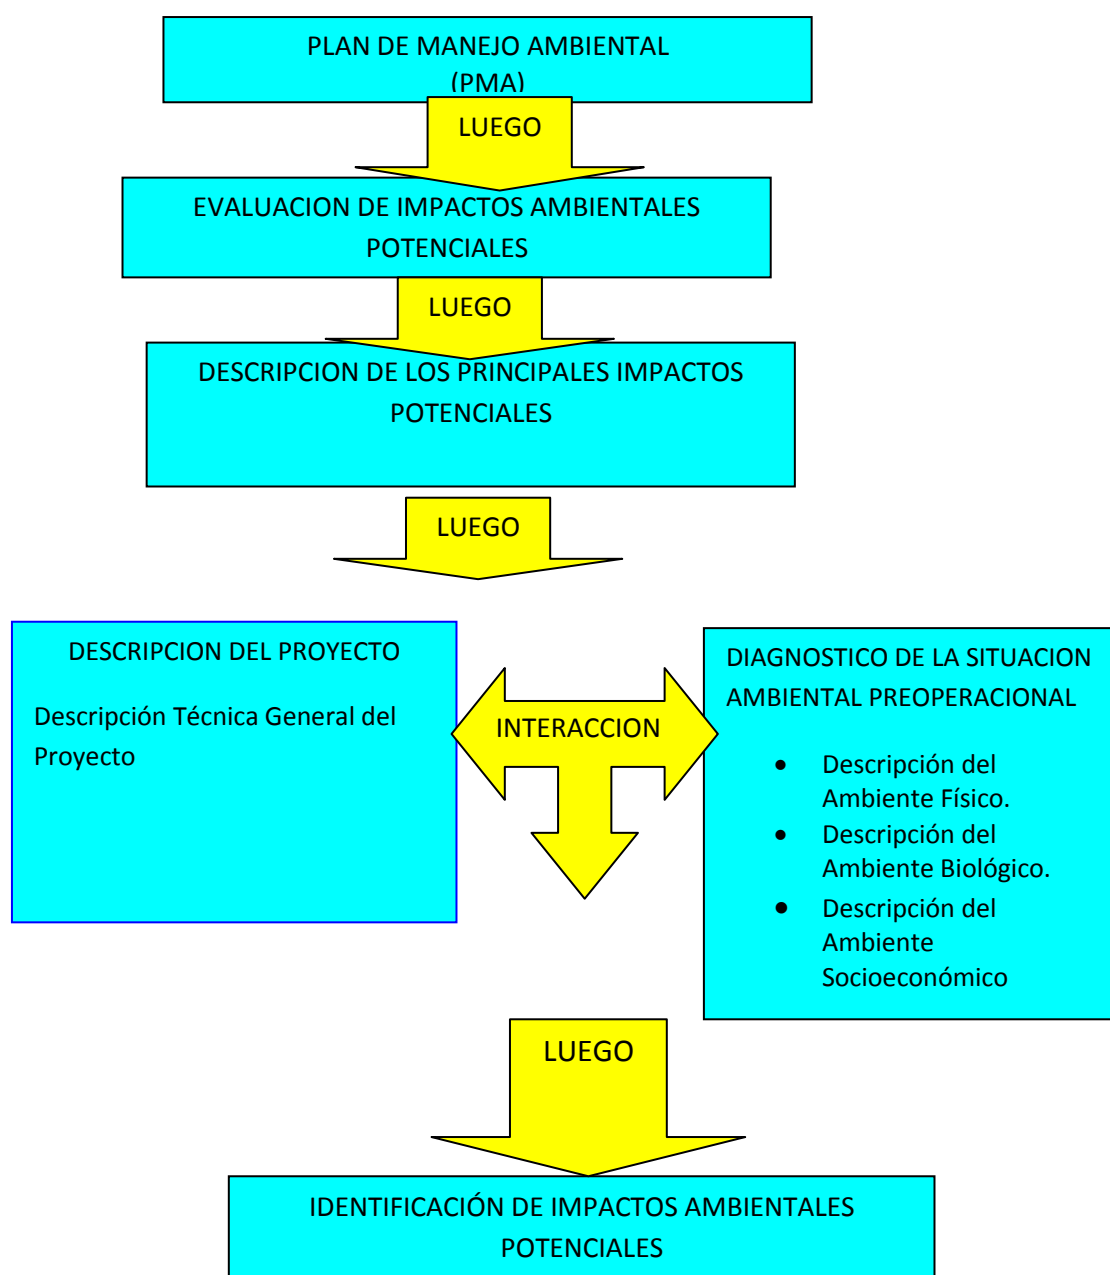 PLAN DE MANEJO AMBIENTAL
(PMA)
LUEGO
EVALUACION DE IMPACTOS AMBIENTALES
POTENCIALES
LUEGO
DESCRIPCION DE LOS PRINCIPALES IMPACTOS
POTENCIALES
LUEGO
DESCRIPCION DEL PROYECTO
Descripción Técnica General del
Proyecto
INTERACCION
DIAGNOSTICO DE LA SITUACION
AMBIENTAL PREOPERACIONAL
• Descripción del
Ambiente Físico.
• Descripción del
Ambiente Biológico.
• Descripción del
Ambiente
Socioeconómico
LUEGO
IDENTIFICACIÓN DE IMPACTOS AMBIENTALES
POTENCIALES